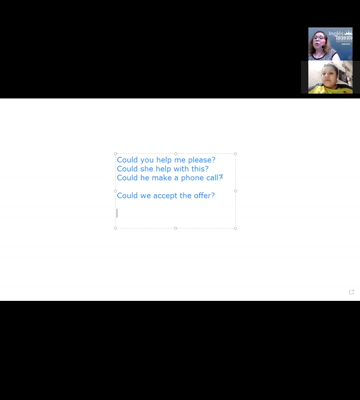 Could you help me please?
Could she help with this?
Could he make a phone call?
Could we accept the offer?